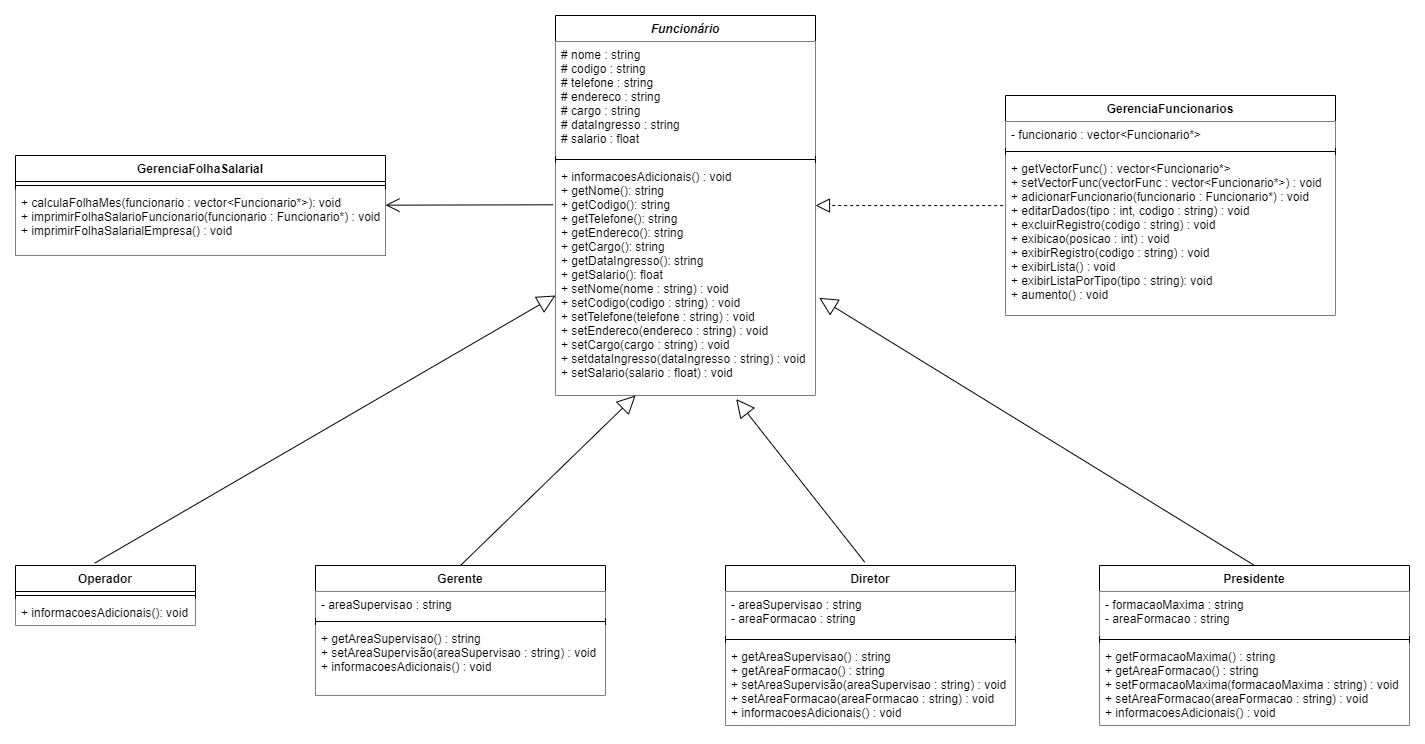 Funcionário
# nome : string
# codigo : string
# telefone : string
# endereco : string
# cargo : string
# dataIngresso : string
# salario : float
+ informacoesAdicionais() : void
+ getNome(): string
+ getCodigo(): string
+ getTelefone(): string
+ getEndereco(): string
+ getCargo(): string
+ getDataIngresso(): string
+ getSalario(): float
+ setNome(nome : string) : void
+ setCodigo(codigo : string) : void
+ setTelefone(telefone : string) : void
+ setEndereco(endereco : string) : void
+ setCargo(cargo : string) : void
+ setdataIngresso(dataIngresso : string) : void
+ setSalario(salario : float) : void
GerenciaFolhaSalarial
+ calculaFolhaMes(funcionario : vector<Funcionario*>): void
+ imprimirFolhaSalarioFuncionario(funcionario : Funcionario*) : void
+ imprimirFolhaSalarialEmpresa() : void
GerenciaFuncionarios
- funcionario : vector<Funcionario*>
+ getVectorFunc() : vector<Funcionario*>
+ setVectorFunc(vectorFunc : vector<Funcionario*>) : void
+ adicionarFuncionario(funcionario : Funcionario*) : void
+ editarDados(tipo : int, codigo : string) : void
+ excluirRegistro(codigo : string) : void
+ exibicao(posicao : int) : void
+ exibirRegistro(codigo : string) : void
+ exibirLista() : void
+ exibirListaPorTipo(tipo : string): void
+ aumento() : void
Operador
+ informacoesAdicionais(): void
Gerente
- areaSupervisao : string
+ getAreaSupervisao() : string
+ setAreaSupervisão(areaSupervisao : string) : void
+ informacoesAdicionais() : void
Diretor
- areaSupervisao : string
- areaFormacao : string
+ getAreaSupervisao() : string
+ getAreaFormacao() : string
+ setAreaSupervisão(areaSupervisao : string) : void
+ setAreaFormacao(areaFormacao : string) : void
+ informacoesAdicionais() : void
Presidente
- formacaoMaxima : string
- areaFormacao : string
+ getFormacaoMaxima() : string
+ getAreaFormacao() : string
+ setFormacaoMaxima(formacaoMaxima : string) : void
+ setAreaFormacao(areaFormacao : string) : void
+ informacoesAdicionais() : void